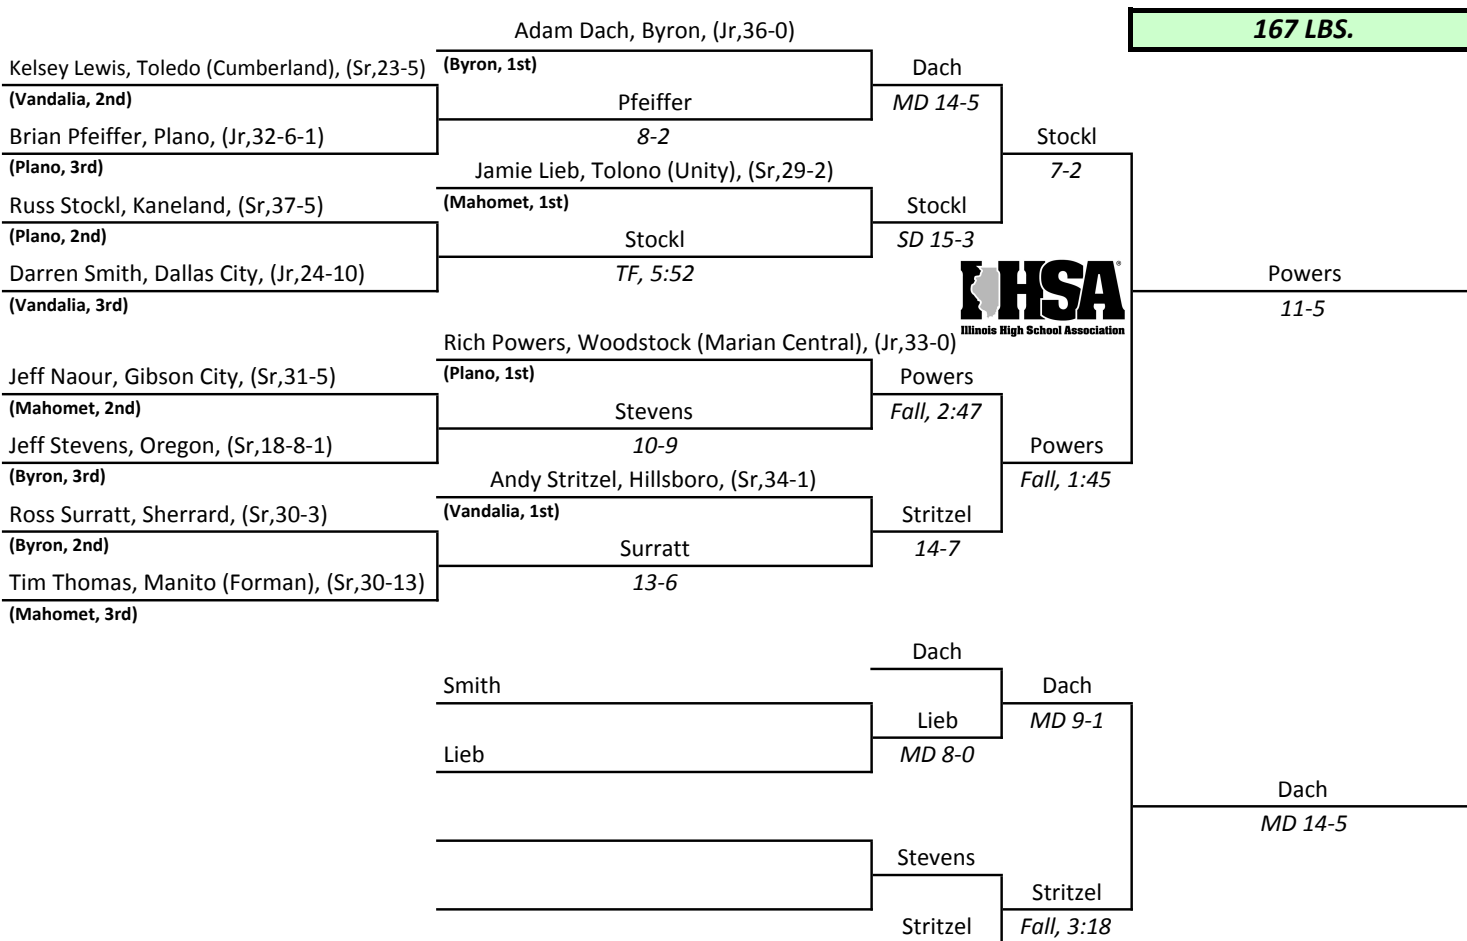 Adam Dach, Byron, (Jr,36-0)
167 LBS.
Kelsey Lewis, Toledo (Cumberland), (Sr,23-5)
(Byron, 1st)
Dach
(Vandalia, 2nd)
Pfeiffer
MD 14-5
Brian Pfeiffer, Plano, (Jr,32-6-1)
8-2
Stockl
(Plano, 3rd)
Jamie Lieb, Tolono (Unity), (Sr,29-2)
7-2
Russ Stockl, Kaneland, (Sr,37-5)
(Mahomet, 1st)
Stockl
(Plano, 2nd)
Stockl
SD 15-3
Darren Smith, Dallas City, (Jr,24-10)
TF, 5:52
Powers
(Vandalia, 3rd)
11-5
IHSA
Illinois High School Association
Rich Powers, Woodstock (Marian Central), (Jr,33-0)
Jeff Naour, Gibson City, (Sr,31-5)
(Plano, 1st)
Powers
(Mahomet, 2nd)
Stevens
Fall, 2:47
Jeff Stevens, Oregon, (Sr,18-8-1)
10-9
Powers
(Byron, 3rd)
Andy Stritzel, Hillsboro, (Sr,34-1)
Fall, 1:45
Ross Surratt, Sherrard, (Sr,30-3)
(Vandalia, 1st)
Stritzel
(Byron, 2nd)
Surratt
14-7
Tim Thomas, Manito (Forman), (Sr,30-13)
13-6
(Mahomet, 3rd)
Dach
Smith
Dach
Lieb
MD 9-1
Lieb
MD 8-0
Dach
MD 14-5
Stevens
Stritzel
Stritzel
Fall, 3:18